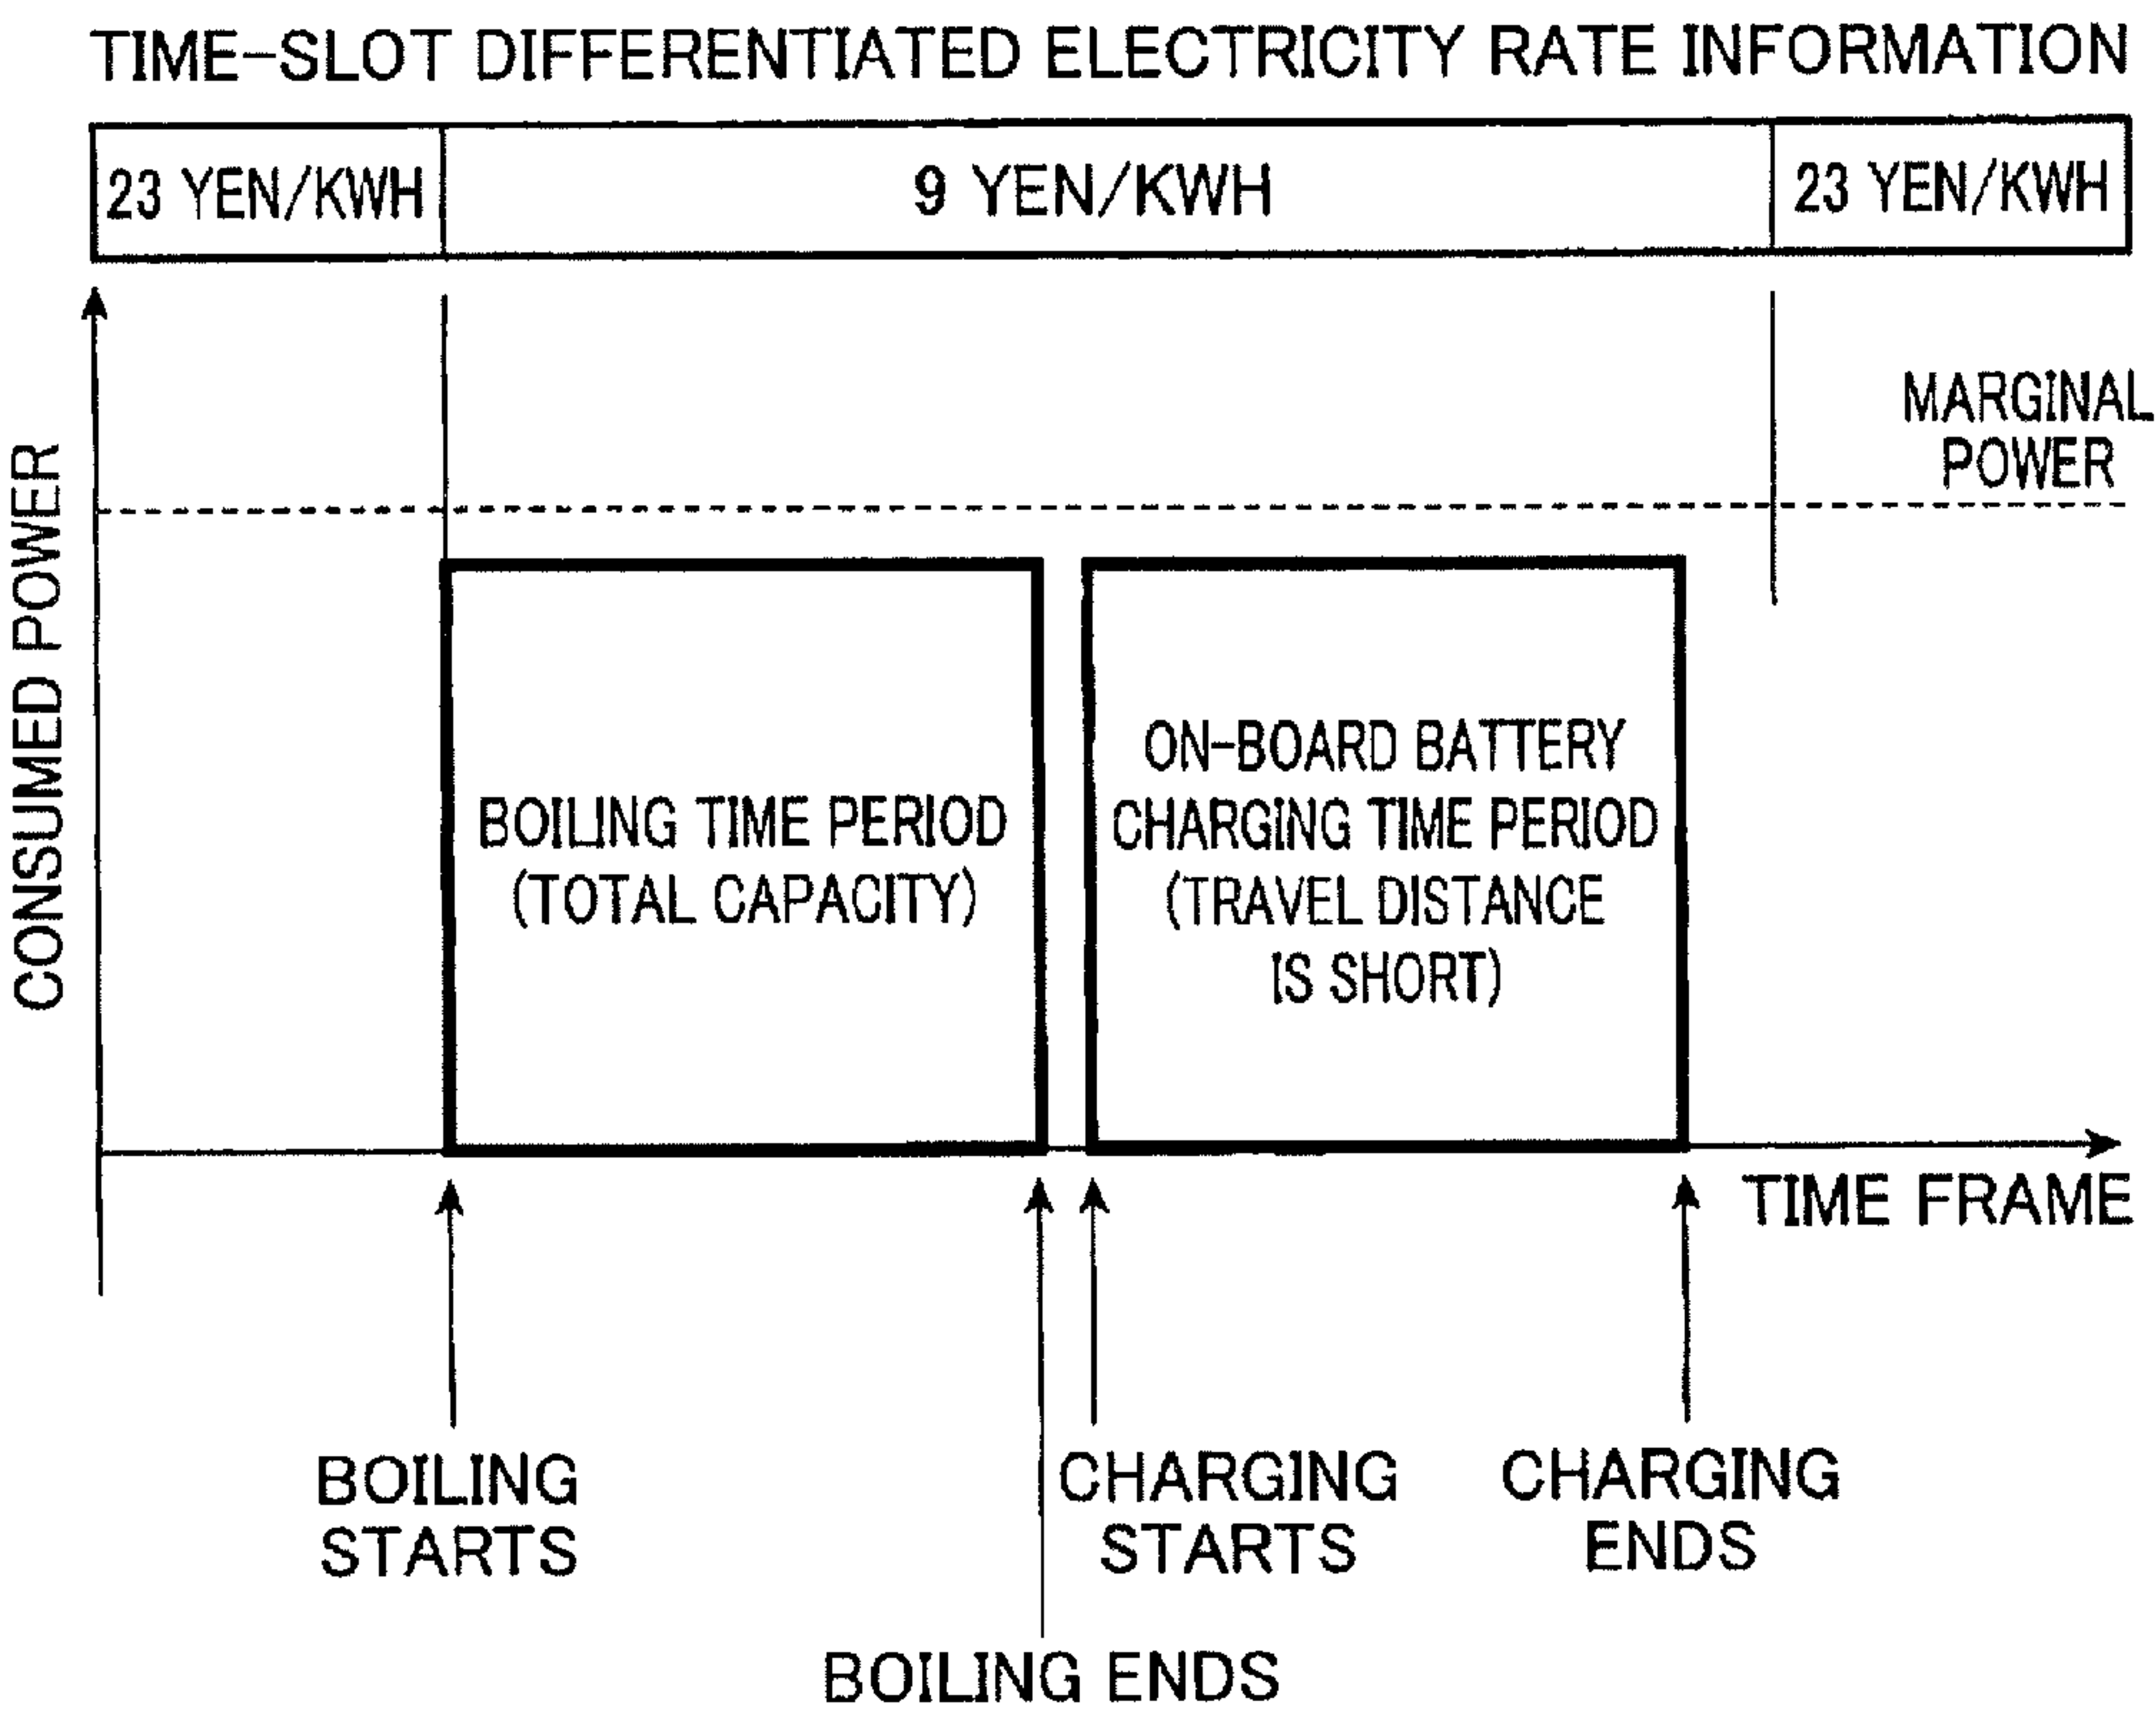 TIME-SLOT DIFFERENTIATED ELECTRICITY RATE INFORMATION
23 YEN/KWH
9 YEN/KWH
23 YEN/KWH
MARGINAL
POWER
CONSUMED POWER
BOILING TIME PERIOD
(TOTAL CAPACITY)
ON-BOARD BATTERY
CHARGING TIME PERIOD
(TRAVEL DISTANCE
IS SHORT)
TIME FRAME
BOILING
STARTS
CHARGING
STARTS
CHARGING
ENDS
BOILING ENDS